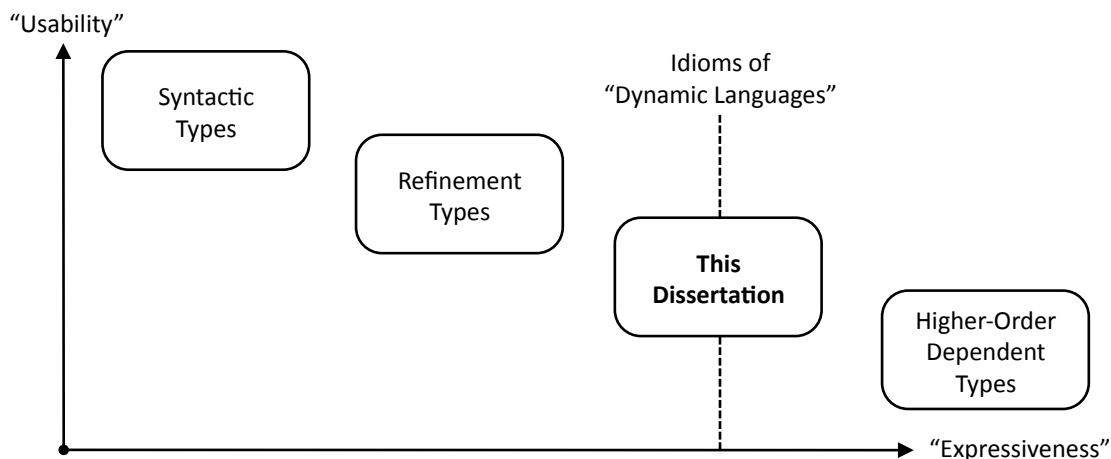 “Usability”
Syntactic
Types
Idioms of
“Dynamic Languages”
Refinement
Types
This
Dissertation
Higher-Order
Dependent
Types
“Expressiveness”